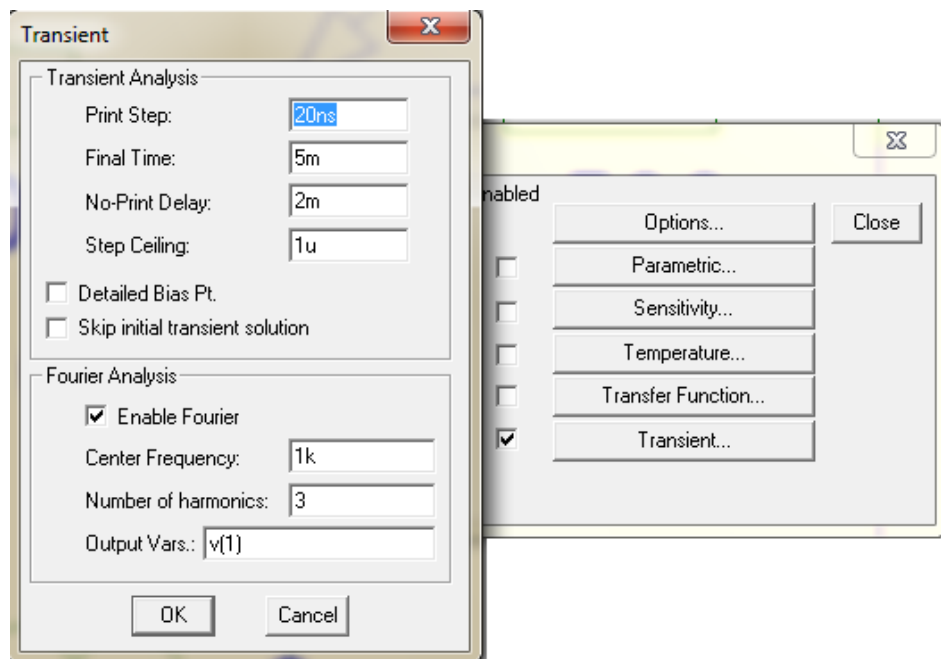 Transient
Transient Analysis
Print Step: 20ns
Final Time: 5m
No-Print Delay: 2m
Step Ceiling: 1u
Detailed Bias Pt.
Skip initial transient solution
Fourier Analysis
Enable Fourier
Center Frequency: 1k
Number of harmonics: 3
Output Vars.: v(1)
OK Cancel
nabled
Options... Close
Parametric...
Sensitivity...
Temperature...
Transfer Function...
Transient...